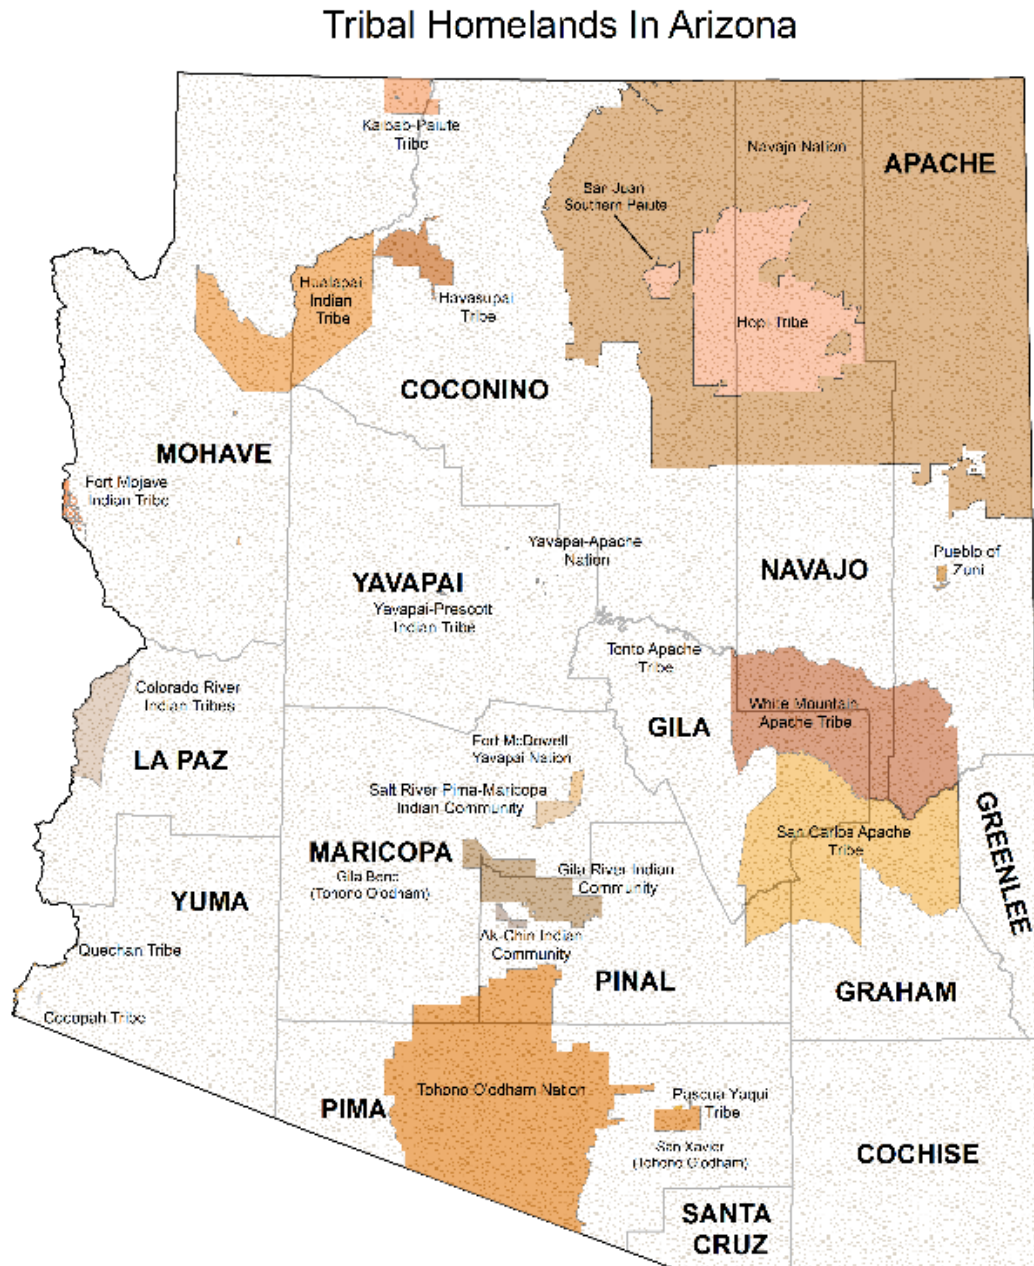 Tribal Homelands In Arizona
Kaibab-Paiute
Tribe
Navajo Nation
APACHE
San Juan
Southern Paiute
Hualapai
Indian
Tribe
Havasupai
Tribe
Hopi Tribe
COCONINO
MOHAVE
Fort Mojave
Indian Tribe
Yavapai-Apache
Nation
NAVAJO
Pueblo of
Zuni
YAVAPAI
Yavapai-Prescott
Indian Tribe
Tonto Apache
Tribe
Colorado River
Indian Tribes
White Mountain
Apache Tribe
GILA
LA PAZ
Fort McDowell
Yavapai Nation
Salt River Pima-Maricopa
Indian Community
GREENLEE
San Carlos Apache
Tribe
MARICOPA
Gila Bend
(Tohono O'odham)
Gila River Indian
Community
YUMA
Ak-Chin Indian
Community
Quechan Tribe
PINAL
GRAHAM
Cocopah Tribe
Tohono O'odham Nation
PIMA
Pascua Yaqui
Tribe
San Xavier
(Tohono O'odham)
COCHISE
SANTA
CRUZ